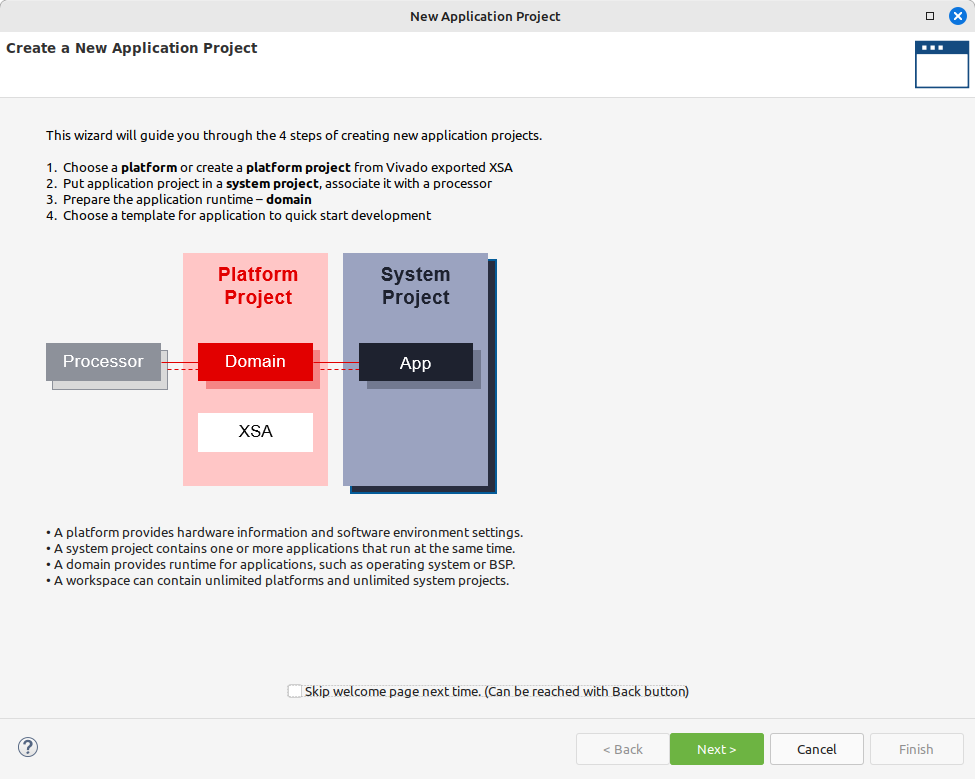 New Application Project
Create a New Application Project
This wizard will guide you through the 4 steps of creating new application projects.
1. Choose a platform or create a platform project from Vivado exported XSA
2. Put application project in a system project, associate it with a processor
3. Prepare the application runtime – domain
4. Choose a template for application to quick start development
Platform
Project
System
Project
Processor
Domain
App
XSA
• A platform provides hardware information and software environment settings.
• A system project contains one or more applications that run at the same time.
• A domain provides runtime for applications, such as operating system or BSP.
• A workspace can contain unlimited platforms and unlimited system projects.
Skip welcome page next time. (Can be reached with Back button)
?
< Back
Next >
Cancel
Finish